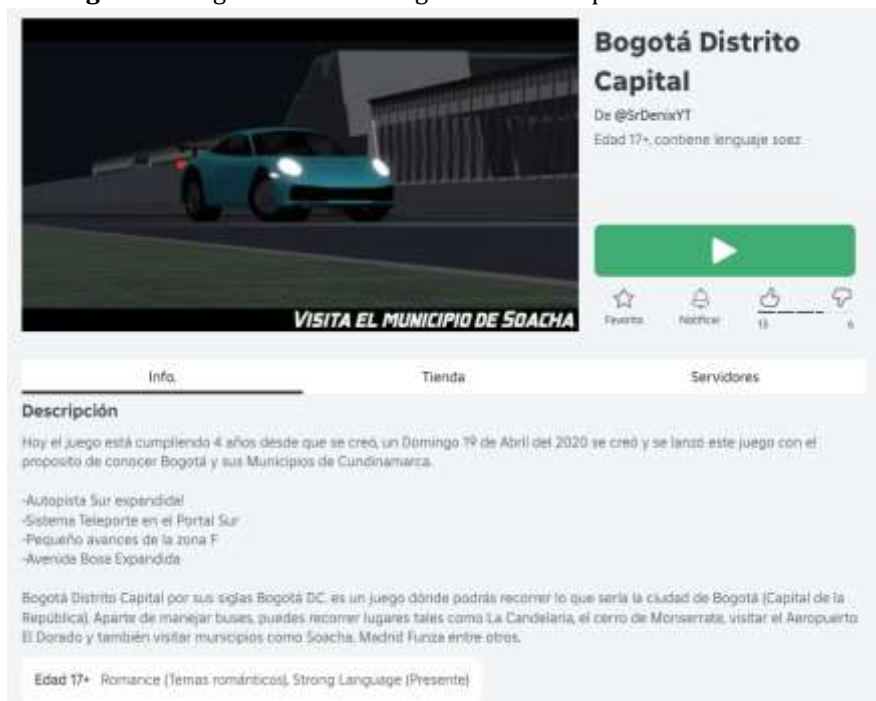 Bogotá Distrito
Capital
De @SrDenixYT
Edad 17+, contiene lenguaje soez
VISITA EL MUNICIPIO DE SOACHA
Favorito
Notificar
13
6
Info.
Tienda
Servidores
Descripción
Hoy el juego está cumpliendo 4 años desde que se creó, un Domingo 19 de Abril del 2020 se creó y se lanzó este juego con el
proposito de conocer Bogotá y sus Municipios de Cundinamarca.
-Autopista Sur expandida!
-Sistema Teleporte en el Portal Sur
-Pequeño avances de la zona F
-Avenida Bosa Expandida
Bogotá Distrito Capital por sus siglas Bogotá DC. es un juego dónde podrás recorrer lo que sería la ciudad de Bogotá (Capital de la
República). Aparte de manejar buses, puedes recorrer lugares tales como La Candelaria, el cerro de Monserrate, visitar el Aeropuerto
El Dorado y también visitar municipios como Soacha, Madrid Funza entre otros.
Edad 17+ Romance (Temas románticos), Strong Language (Presente)